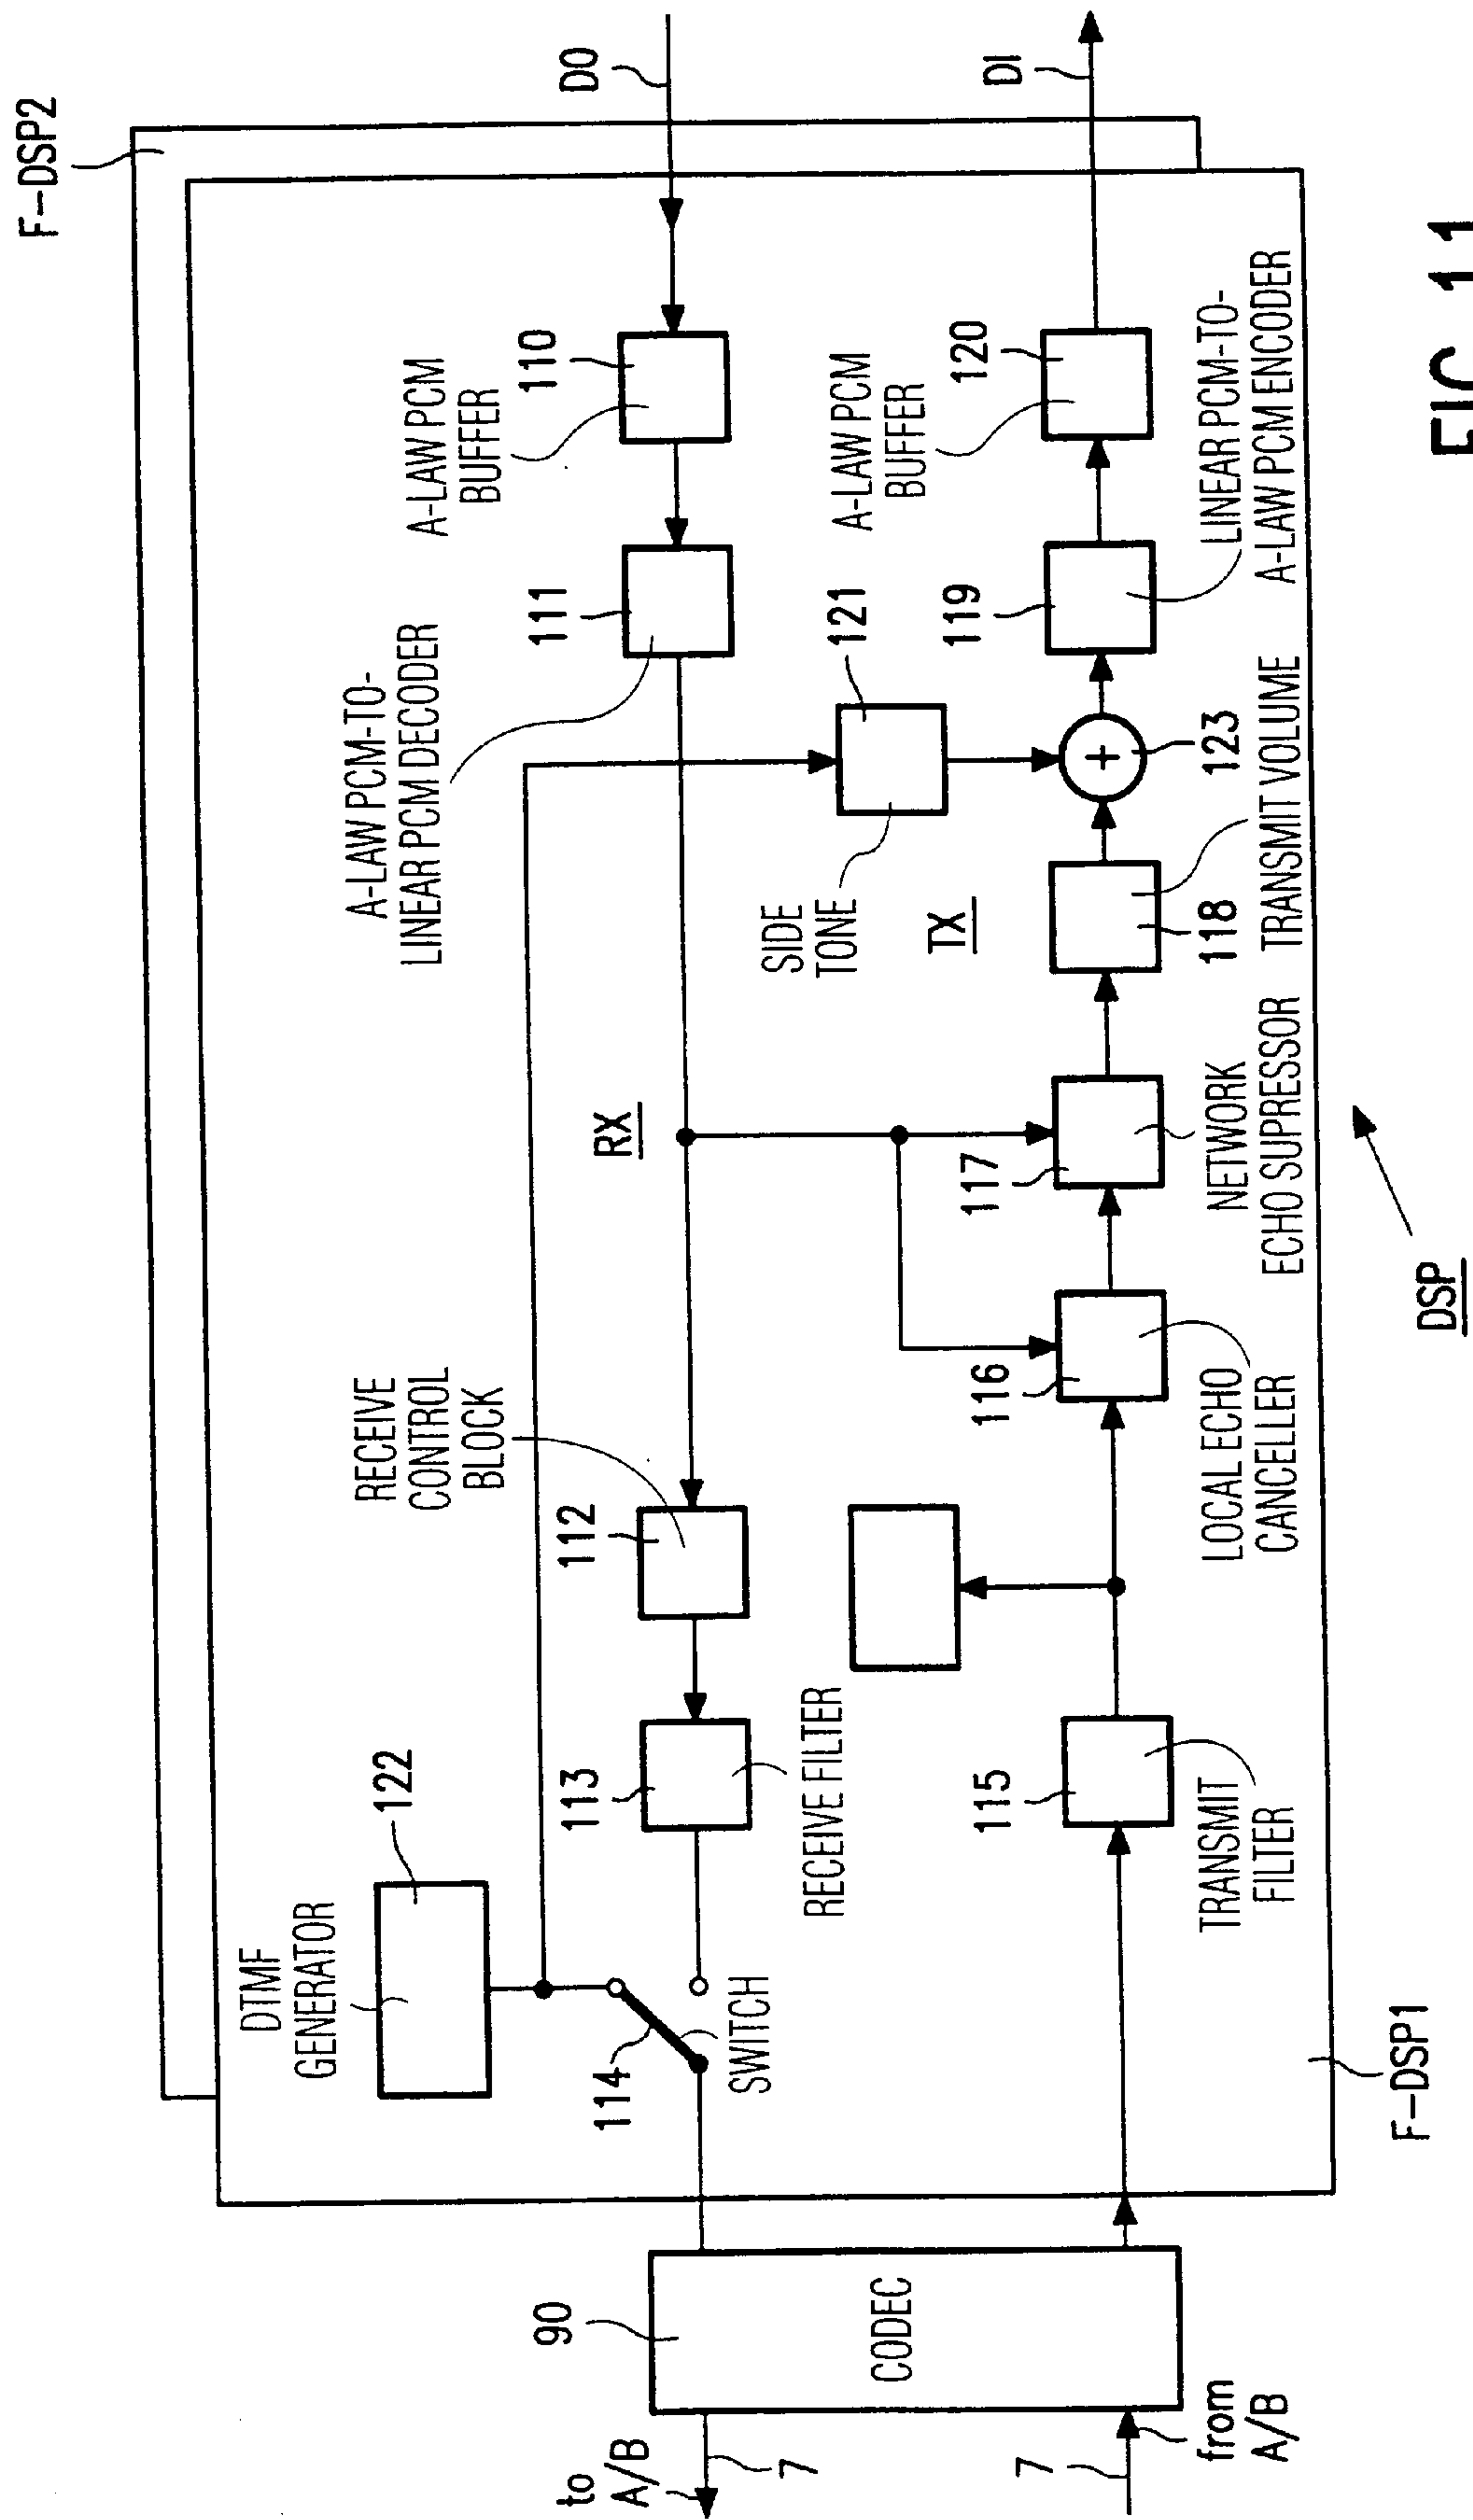 F-DSP2
DO
DI
A-LAW PCM
BUFFER
110
A-LAW PCM-TO-
LINEAR PCM DECODER
111
A-LAW PCM
BUFFER
120
LINEAR PCM-TO-
A-LAW PCM ENCODER
119
121
SIDE
TONE
TX
123
118
TRANSMIT VOLUME
RX
117
NETWORK
ECHO SUPRESSOR
RECEIVE
CONTROL
BLOCK
112
116
LOCAL ECHO
CANCELLER
113
RECEIVE FILTER
115
TRANSMIT
FILTER
DTMF
GENERATOR
122
114
SWITCH
F-DSP1
DSP
90
CODEC
to
A/B
7
7
from
A/B
FIG. 11